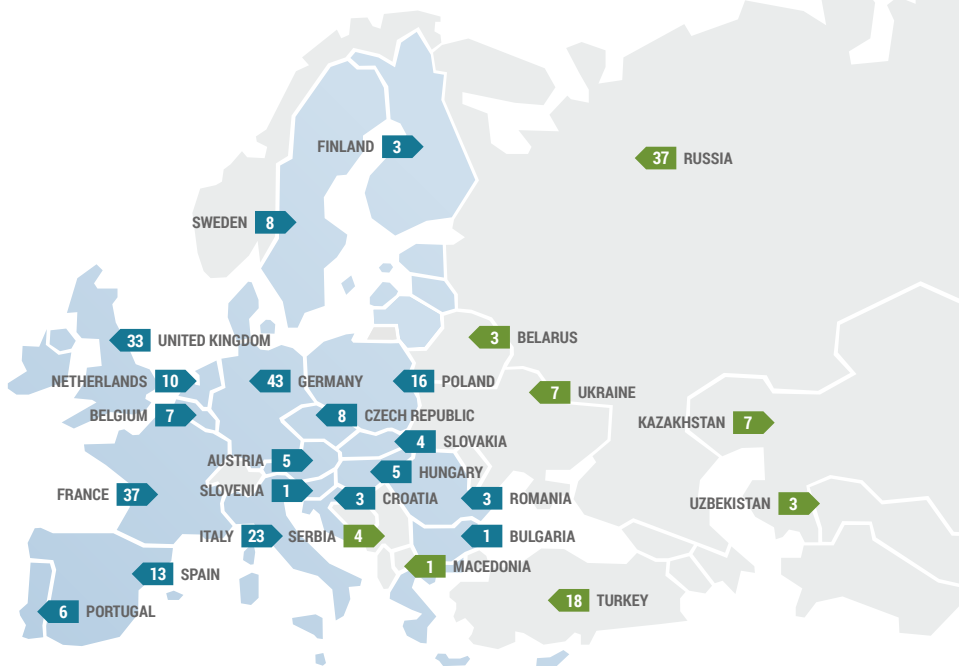 FINLAND 3
37 RUSSIA
SWEDEN 8
33 UNITED KINGDOM
3 BELARUS
NETHERLANDS 10
43 GERMANY
16 POLAND
7 UKRAINE
BELGIUM 7
8 CZECH REPUBLIC
KAZAKHSTAN 7
4 SLOVAKIA
AUSTRIA 5
5 HUNGARY
SLOVENIA 1
FRANCE 37
3 CROATIA
3 ROMANIA
UZBEKISTAN 3
ITALY 23
SERBIA 4
1 BULGARIA
1 MACEDONIA
13 SPAIN
18 TURKEY
6 PORTUGAL